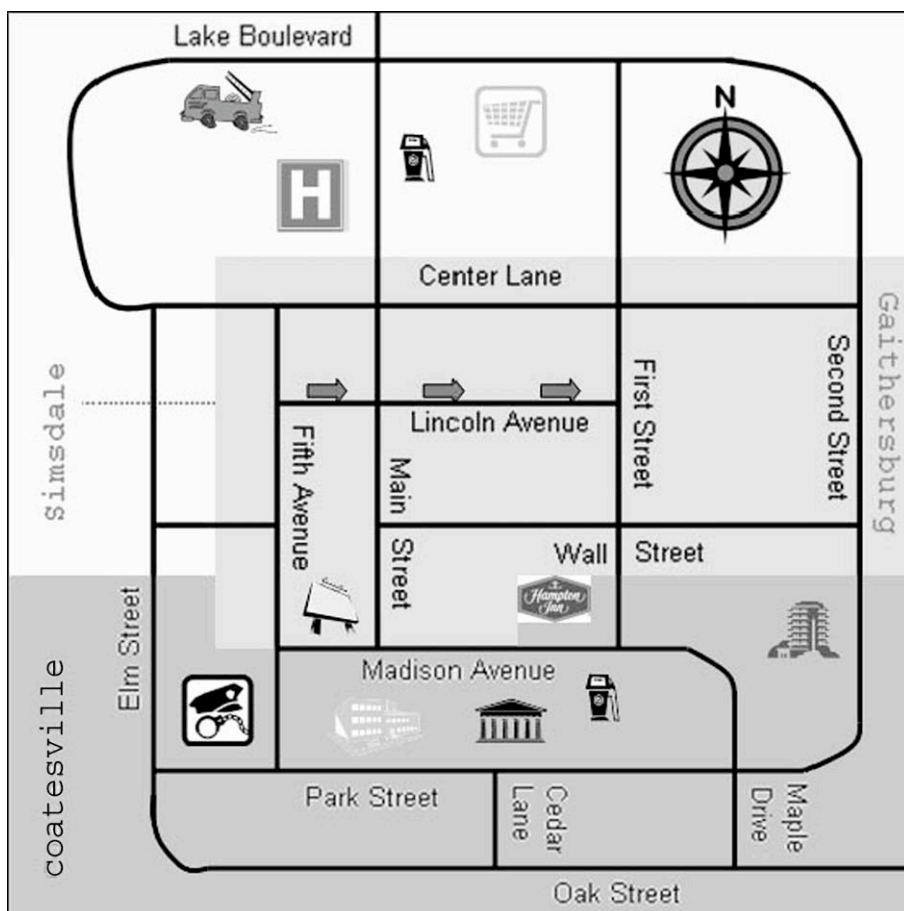 Lake Boulevard
N
H
Center Lane
Gaithersburg
Simsdale
First Street
Second Street
Lincoln Avenue
Fifth Avenue
Main
Street
Wall
Street
Hampton
Inn
Elm Street
Madison Avenue
Coatesville
Park Street
Cedar
Lane
Maple
Drive
Oak Street